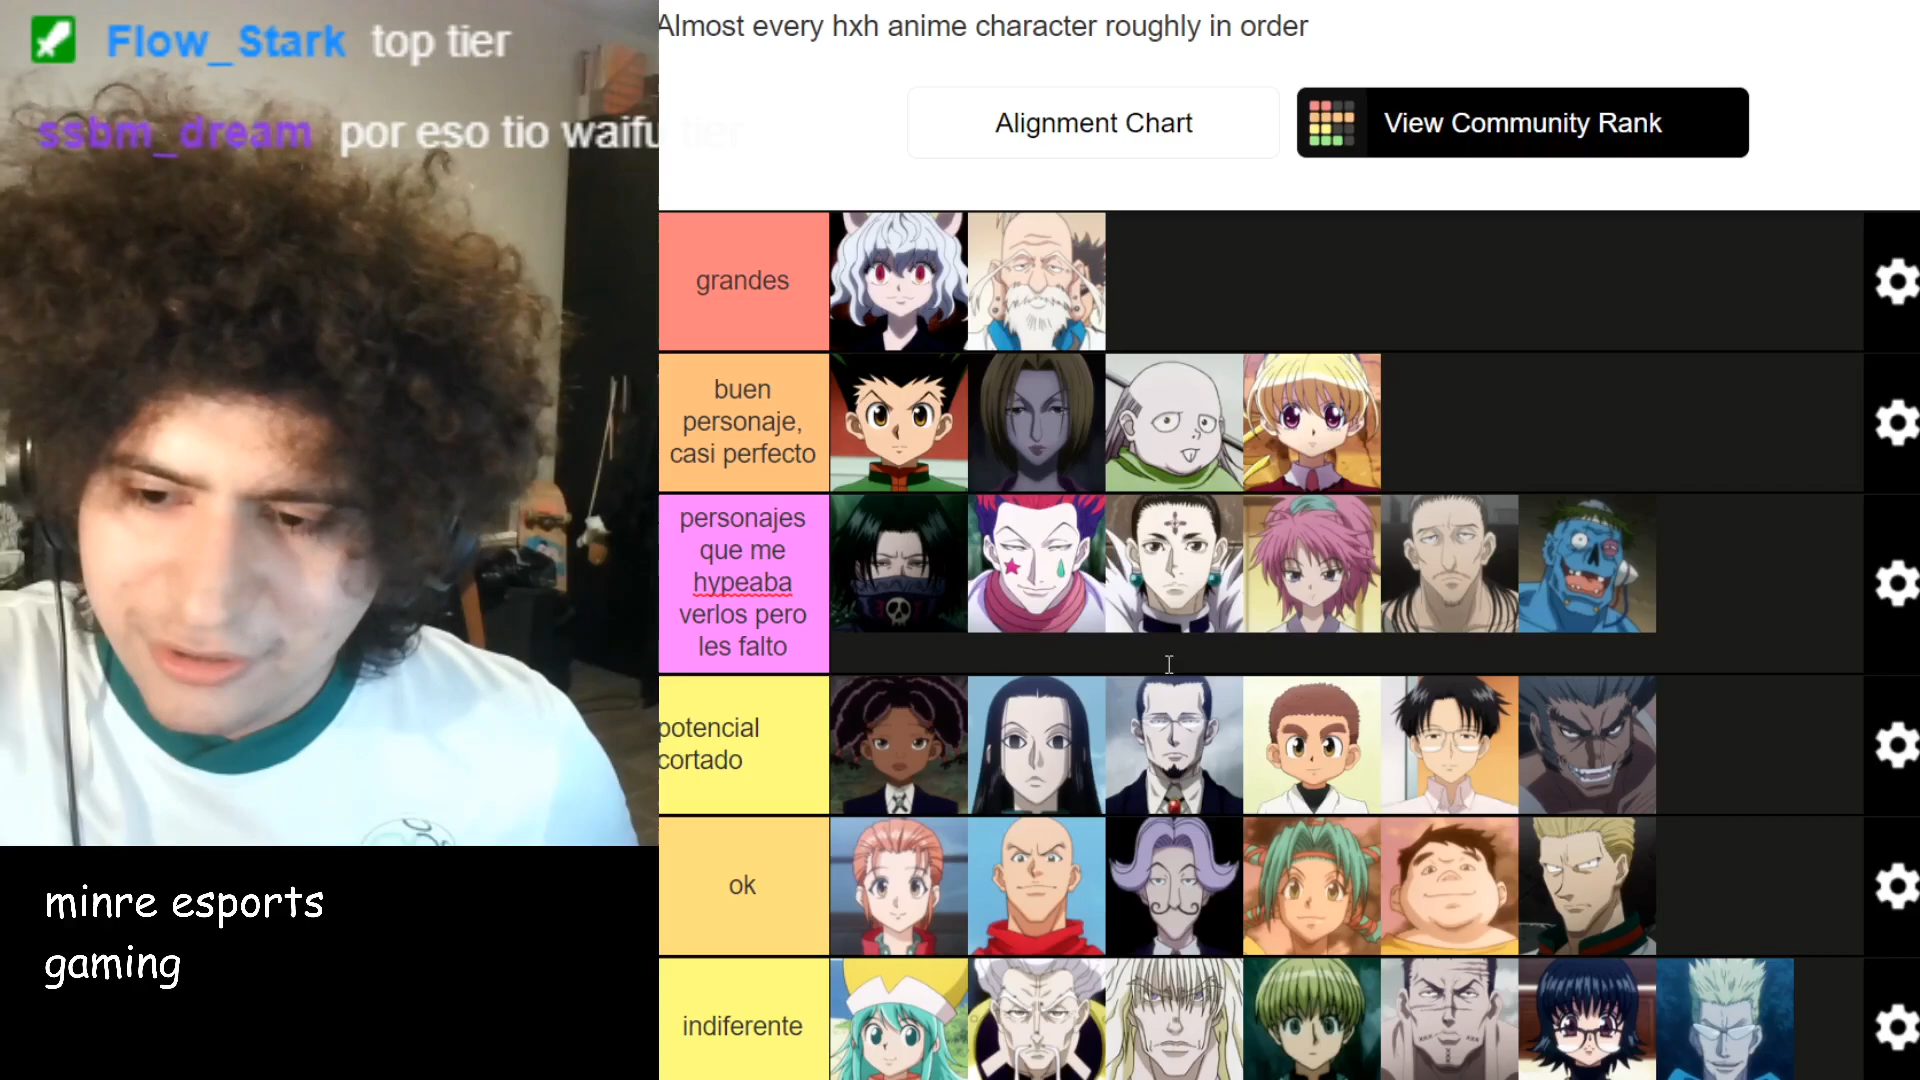 Flow_Stark top tier
ssbm_dream por eso tio waifu tier
Almost every hxh anime character roughly in order
Alignment Chart
View Community Rank
grandes
buen
personaje,
casi perfecto
personajes
que me
hypeaba
verlos pero
les falto
potencial
cortado
ok
indiferente
minre esports
gaming